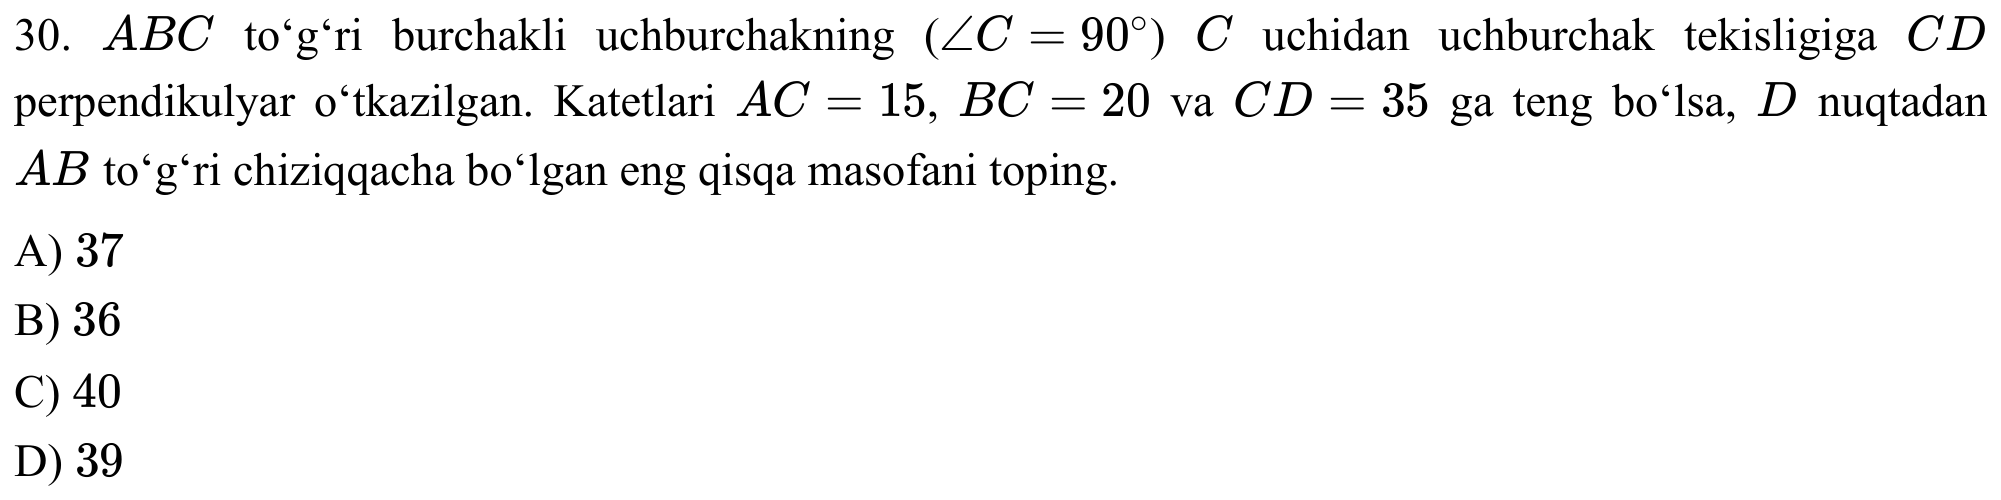 30. ABC to‘g‘ri burchakli uchburchakning (∠C = 90°) C uchidan uchburchak tekisligiga CD
perpendikulyar o‘tkazilgan. Katetlari AC = 15, BC = 20 va CD = 35 ga teng bo‘lsa, D nuqtadan
AB to‘g‘ri chiziqqacha bo‘lgan eng qisqa masofani toping.
A) 37
B) 36
C) 40
D) 39